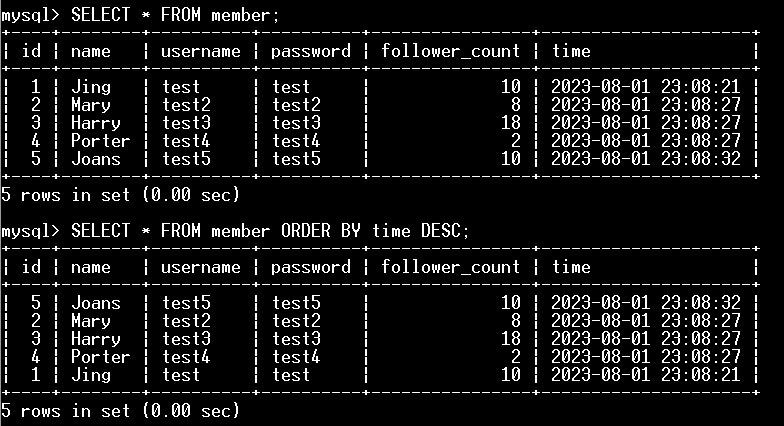 mysql> SELECT * FROM member;
+----+--------+----------+----------+----------------+---------------------+
| id | name   | username | password | follower_count | time                |
+----+--------+----------+----------+----------------+---------------------+
|  1 | Jing   | test     | test     |             10 | 2023-08-01 23:08:21 |
|  2 | Mary   | test2    | test2    |              8 | 2023-08-01 23:08:27 |
|  3 | Harry  | test3    | test3    |             18 | 2023-08-01 23:08:27 |
|  4 | Porter | test4    | test4    |              2 | 2023-08-01 23:08:27 |
|  5 | Joans  | test5    | test5    |             10 | 2023-08-01 23:08:32 |
+----+--------+----------+----------+----------------+---------------------+
5 rows in set (0.00 sec)
mysql> SELECT * FROM member ORDER BY time DESC;
+----+--------+----------+----------+----------------+---------------------+
| id | name   | username | password | follower_count | time                |
+----+--------+----------+----------+----------------+---------------------+
|  5 | Joans  | test5    | test5    |             10 | 2023-08-01 23:08:32 |
|  2 | Mary   | test2    | test2    |              8 | 2023-08-01 23:08:27 |
|  3 | Harry  | test3    | test3    |             18 | 2023-08-01 23:08:27 |
|  4 | Porter | test4    | test4    |              2 | 2023-08-01 23:08:27 |
|  1 | Jing   | test     | test     |             10 | 2023-08-01 23:08:21 |
+----+--------+----------+----------+----------------+---------------------+
5 rows in set (0.00 sec)